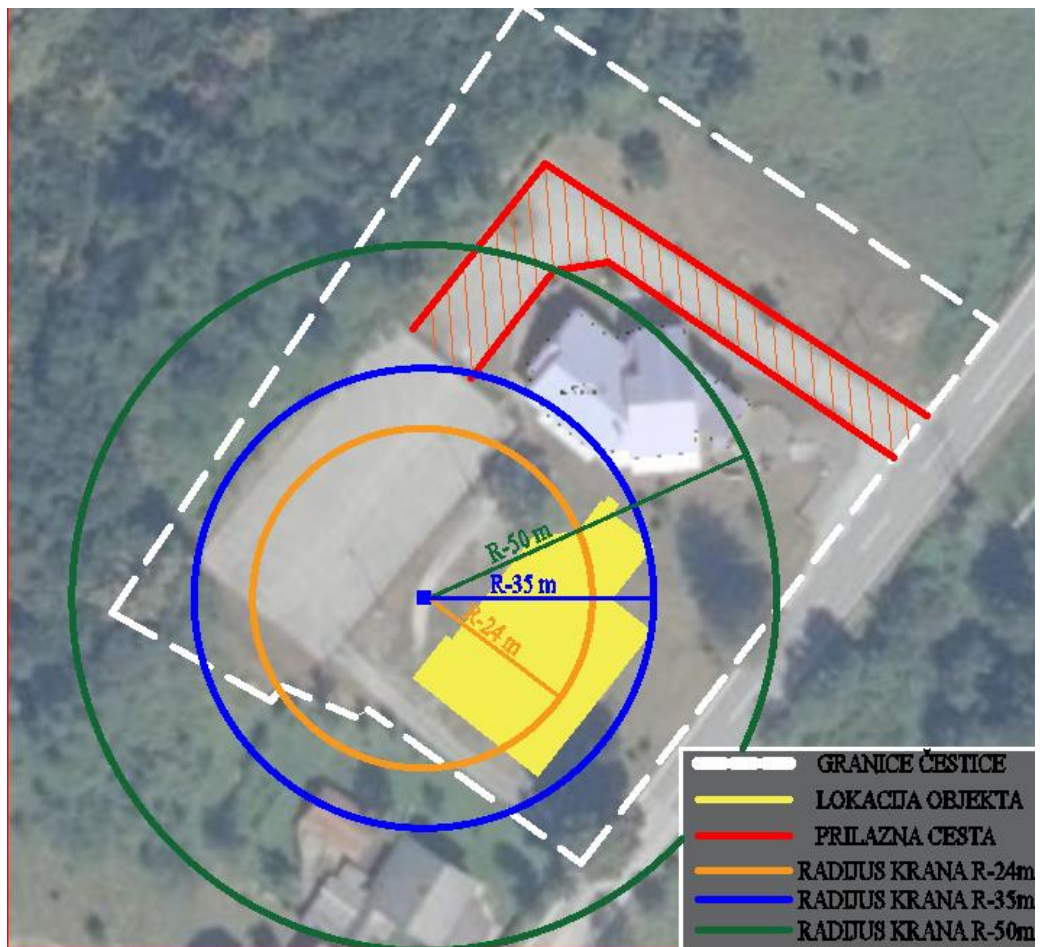 R-50 m
R-35 m
R-24 m
GRANICE ČESTICE
LOKACIJA OBJEKTA
PRILAZNA CESTA
RADIJUS KRANA R-24m
RADIJUS KRANA R-35m
RADIJUS KRANA R-50m